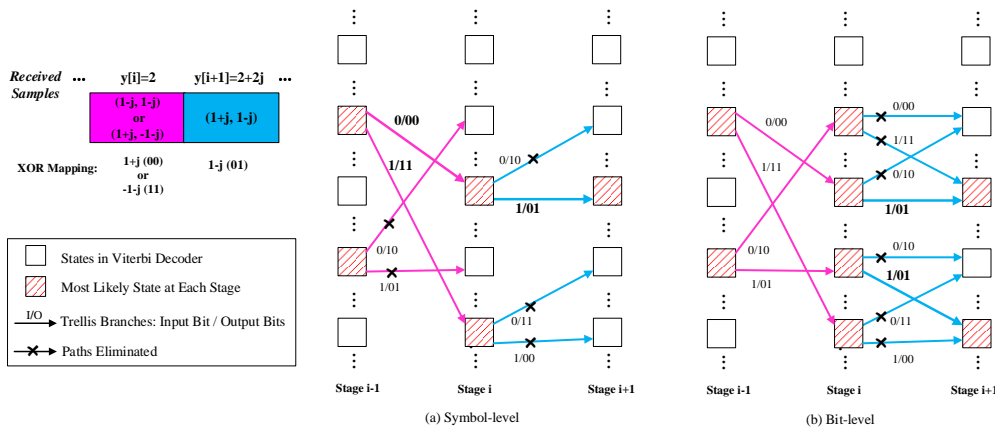 Received
Samples
... y[i]=2 y[i+1]=2+2j ...
(1-j, 1-j)
or
(1+j, -1-j)
(1+j, 1-j)
XOR Mapping:
1+j (00)
or
-1-j (11)
1-j (01)
States in Viterbi Decoder
Most Likely State at Each Stage
I/O
Trellis Branches: Input Bit / Output Bits
Paths Eliminated
0/00
1/11
0/10
1/01
0/10
1/01
0/11
1/00
Stage i-1 Stage i Stage i+1
(a) Symbol-level
0/00
1/11
0/10
1/01
0/00
1/11
0/10
1/01
0/10
1/01
0/11
1/00
Stage i-1 Stage i Stage i+1
(b) Bit-level